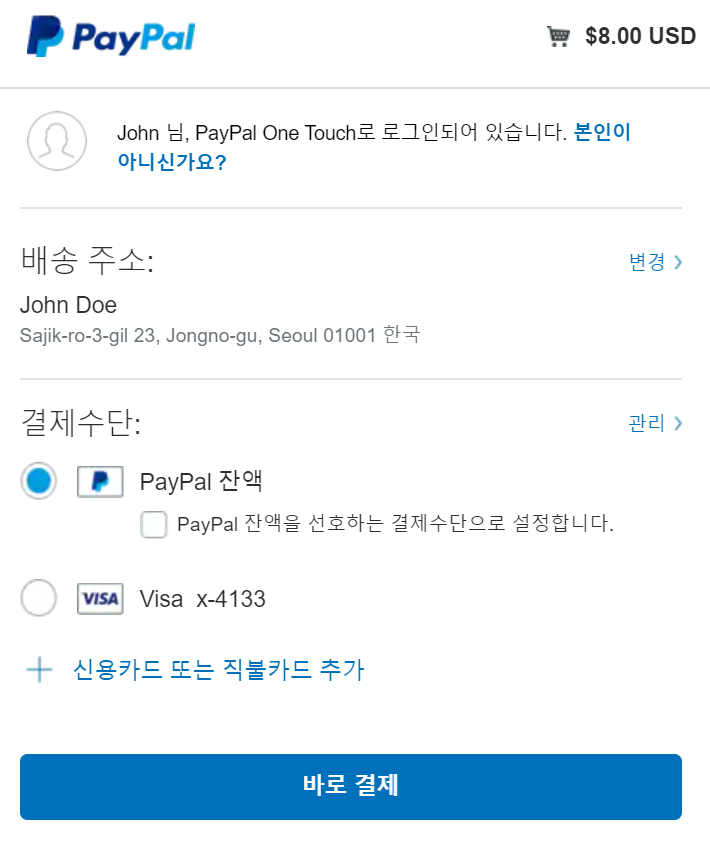 PayPal
$8.00 USD
John 님, PayPal One Touch로 로그인되어 있습니다. 본인이
아니신가요?
배송 주소:
변경
John Doe
Sajik-ro-3-gil 23, Jongno-gu, Seoul 01001 한국
결제수단:
관리
PayPal 잔액
PayPal 잔액을 선호하는 결제수단으로 설정합니다.
VISA Visa x-4133
신용카드 또는 직불카드 추가
바로 결제